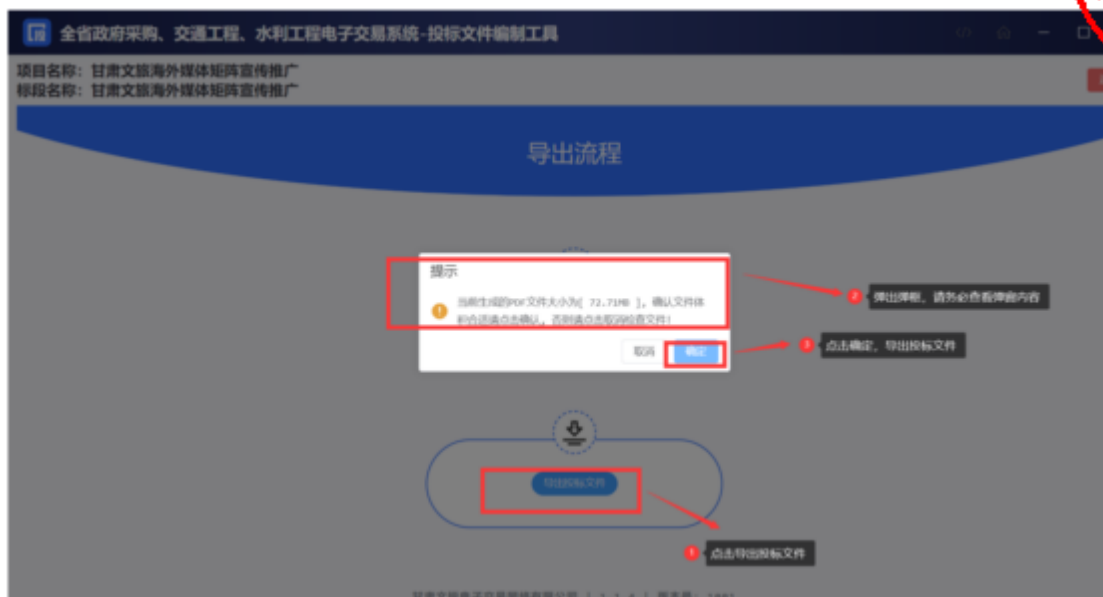 全省政府采购、交通工程、水利工程电子交易系统-投标文件编制工具
项目名称：甘肃文旅海外媒体矩阵宣传推广
标段名称：甘肃文旅海外媒体矩阵宣传推广
导出流程
提示
当前生成的PDF文件大小为[ 72.71MB ]，确认文件体
积合适请点击确认，否则请点击取消检查文件！
取消 确定
2 弹出弹框，请务必查看弹窗内容
3 点击确定，导出投标文件
导出投标文件
1 点击导出投标文件